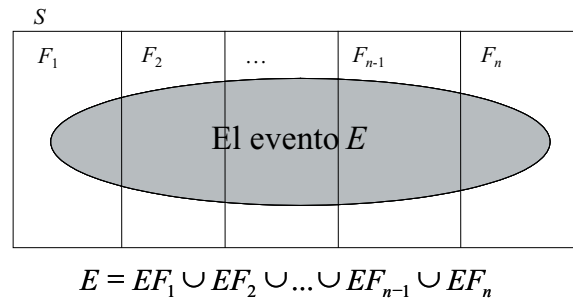 S
F₁ F₂ ... Fₙ₋₁ Fₙ
El evento E
E = EF₁ ∪ EF₂ ∪ ... ∪ EFₙ₋₁ ∪ EFₙ